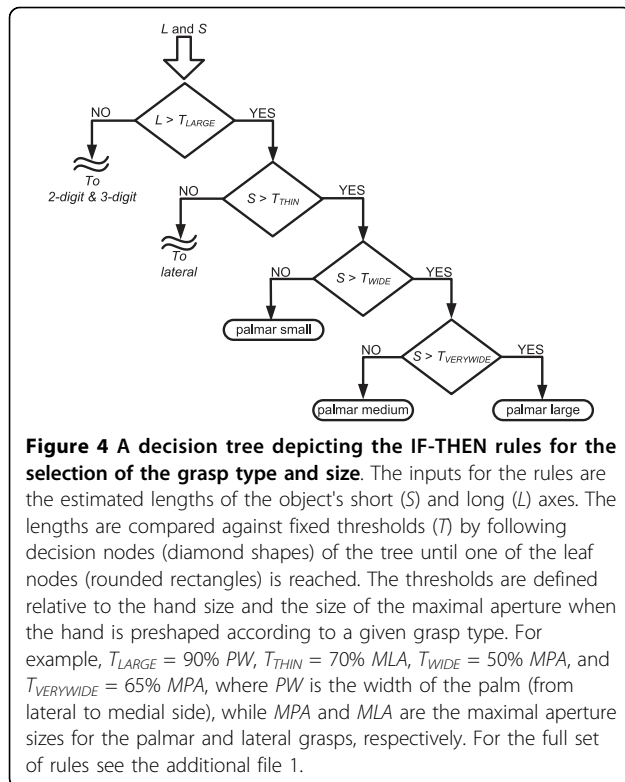 L and S
NO
L > T_LARGE
YES
To
2-digit & 3-digit
NO
S > T_THIN
YES
To
lateral
NO
S > T_WIDE
YES
palmar small
NO
S > T_VERYWIDE
YES
palmar medium
palmar large
Figure 4 A decision tree depicting the IF-THEN rules for the
selection of the grasp type and size. The inputs for the rules are
the estimated lengths of the object's short (S) and long (L) axes. The
lengths are compared against fixed thresholds (T) by following
decision nodes (diamond shapes) of the tree until one of the leaf
nodes (rounded rectangles) is reached. The thresholds are defined
relative to the hand size and the size of the maximal aperture when
the hand is preshaped according to a given grasp type. For
example, T_LARGE = 90% PW, T_THIN = 70% MLA, T_WIDE = 50% MPA, and
T_VERYWIDE = 65% MPA, where PW is the width of the palm (from
lateral to medial side), while MPA and MLA are the maximal aperture
sizes for the palmar and lateral grasps, respectively. For the full set
of rules see the additional file 1.